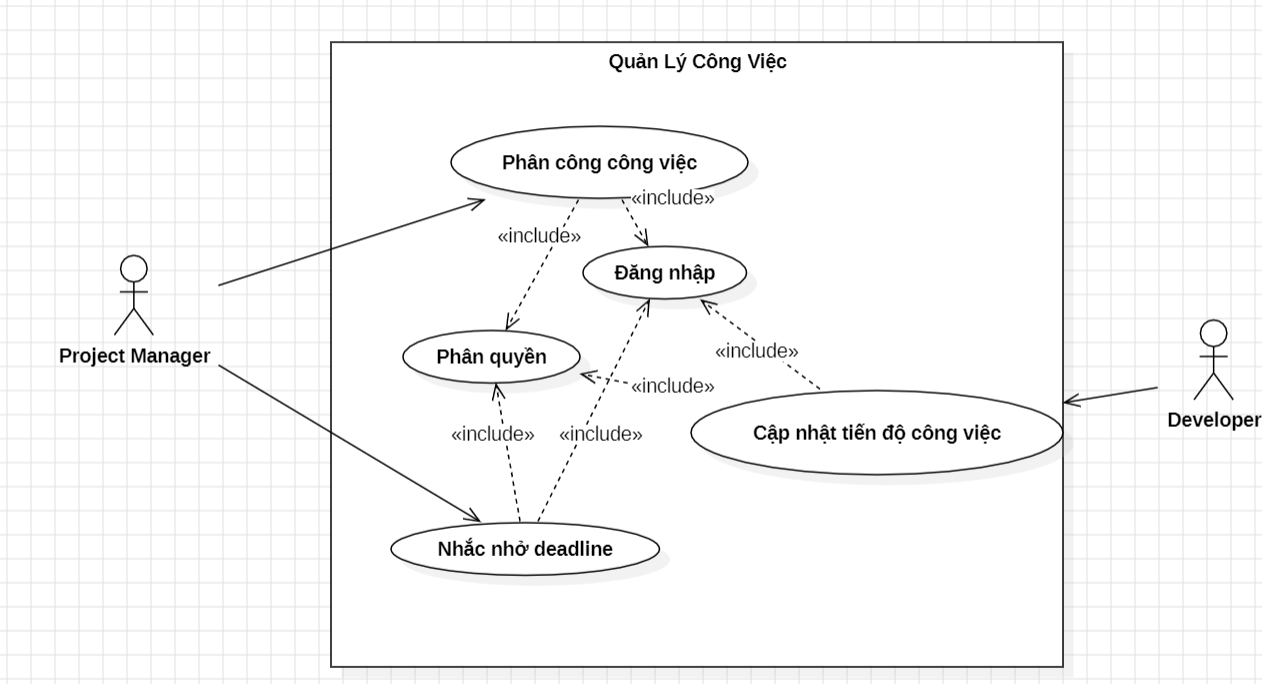 Quản Lý Công Việc
Phân công công việc
«include»
«include»
Đăng nhập
Project Manager
Phân quyền
«include»
«include»
Developer
«include»
«include»
Cập nhật tiến độ công việc
Nhắc nhở deadline